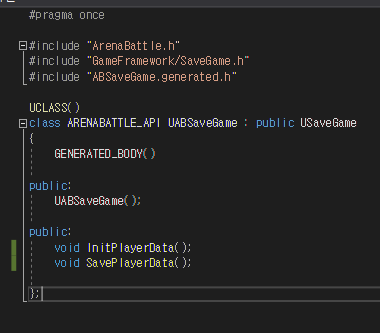 #pragma once
#include "ArenaBattle.h"
#include "GameFramework/SaveGame.h"
#include "ABSaveGame.generated.h"
UCLASS()
class ARENABATTLE_API UABSaveGame : public USaveGame
{
GENERATED_BODY()
public:
UABSaveGame();
public:
void InitPlayerData();
void SavePlayerData();
};